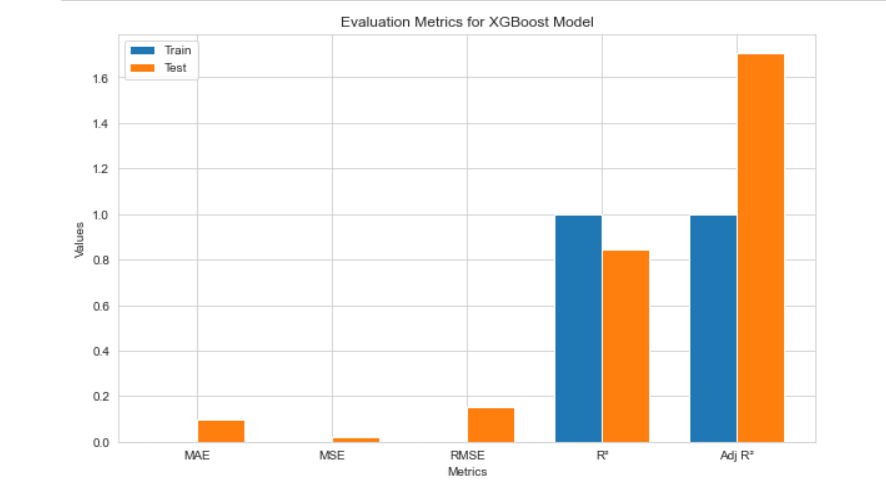 Evaluation Metrics for XGBoost Model
Train
Test
1.6
1.4
1.2
1.0
0.8
0.6
0.4
0.2
0.0
Values
MAE
MSE
RMSE
R²
Adj R²
Metrics